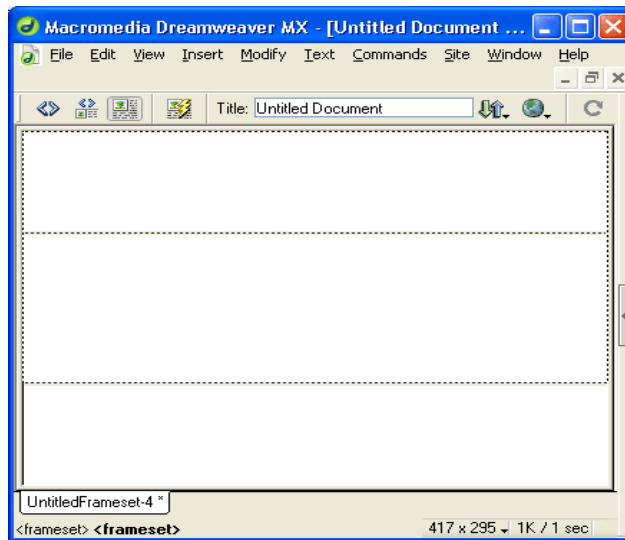 Macromedia Dreamweaver MX - [Untitled Document ...
File Edit View Insert Modify Text Commands Site Window Help
Title: Untitled Document
UntitledFrameset-4 *
<frameset> <frameset> 417 x 295 1K / 1 sec